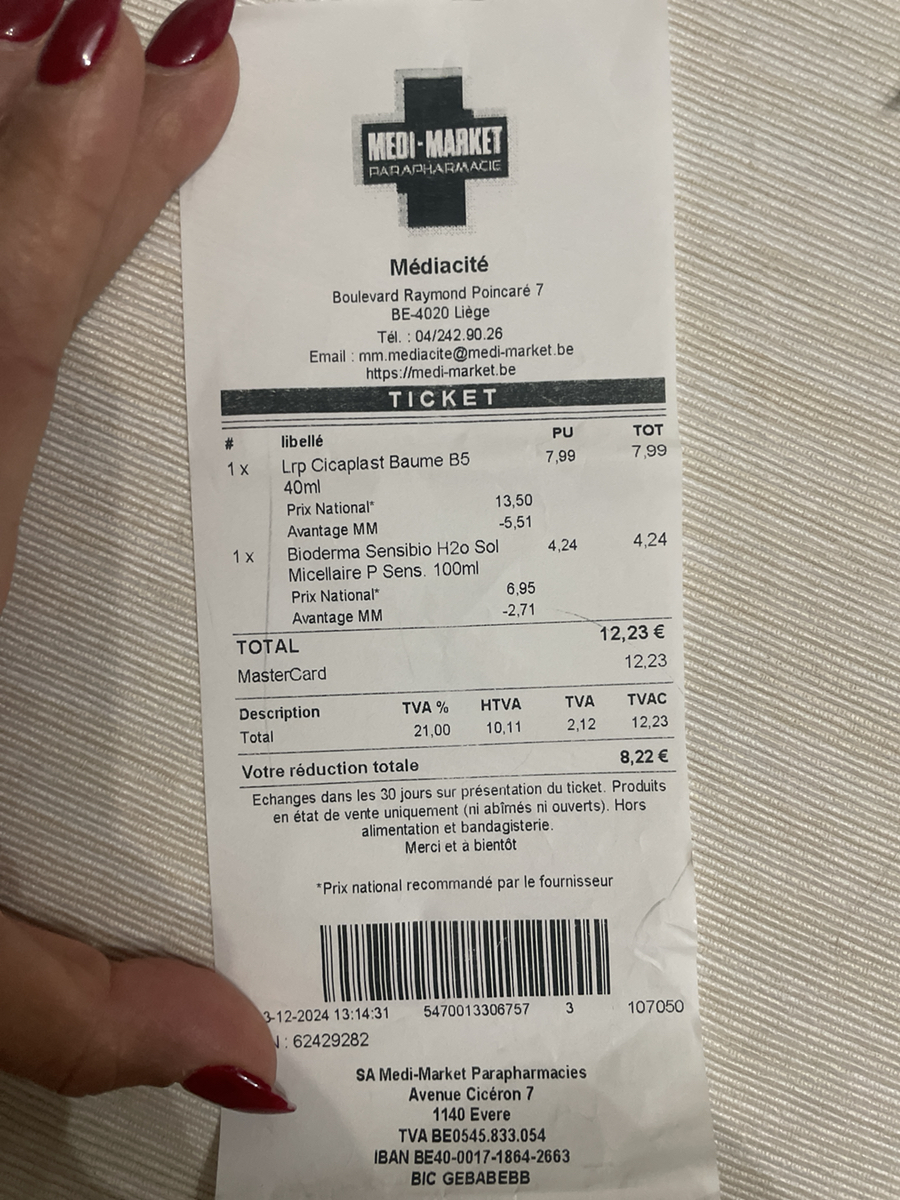 MEDI-MARKET
PARAPHARMACIE
Médiacité
Boulevard Raymond Poincaré 7
BE-4020 Liège
Tél. : 04/242.90.26
Email : mm.mediacite@medi-market.be
https://medi-market.be
TICKET
# libellé PU TOT
1 x Lrp Cicaplast Baume B5 7,99 7,99
40ml
Prix National* 13,50
Avantage MM -5,51
1 x Bioderma Sensibio H2o Sol 4,24 4,24
Micellaire P Sens. 100ml
Prix National* 6,95
Avantage MM -2,71
TOTAL 12,23 €
MasterCard 12,23
Description TVA % HTVA TVA TVAC
Total 21,00 10,11 2,12 12,23
Votre réduction totale 8,22 €
Echanges dans les 30 jours sur présentation du ticket. Produits
en état de vente uniquement (ni abîmés ni ouverts). Hors
alimentation et bandagisterie.
Merci et à bientôt
*Prix national recommandé par le fournisseur
3-12-2024 13:14:31 5470013306757 3 107050
: 62429282
SA Medi-Market Parapharmacies
Avenue Cicéron 7
1140 Evere
TVA BE0545.833.054
IBAN BE40-0017-1864-2663
BIC GEBABEBB